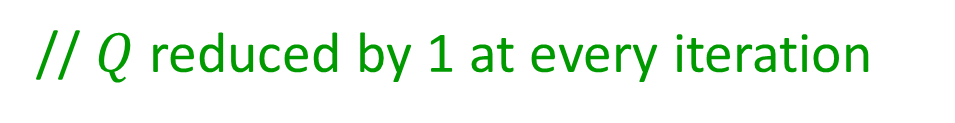 // Q reduced by 1 at every iteration